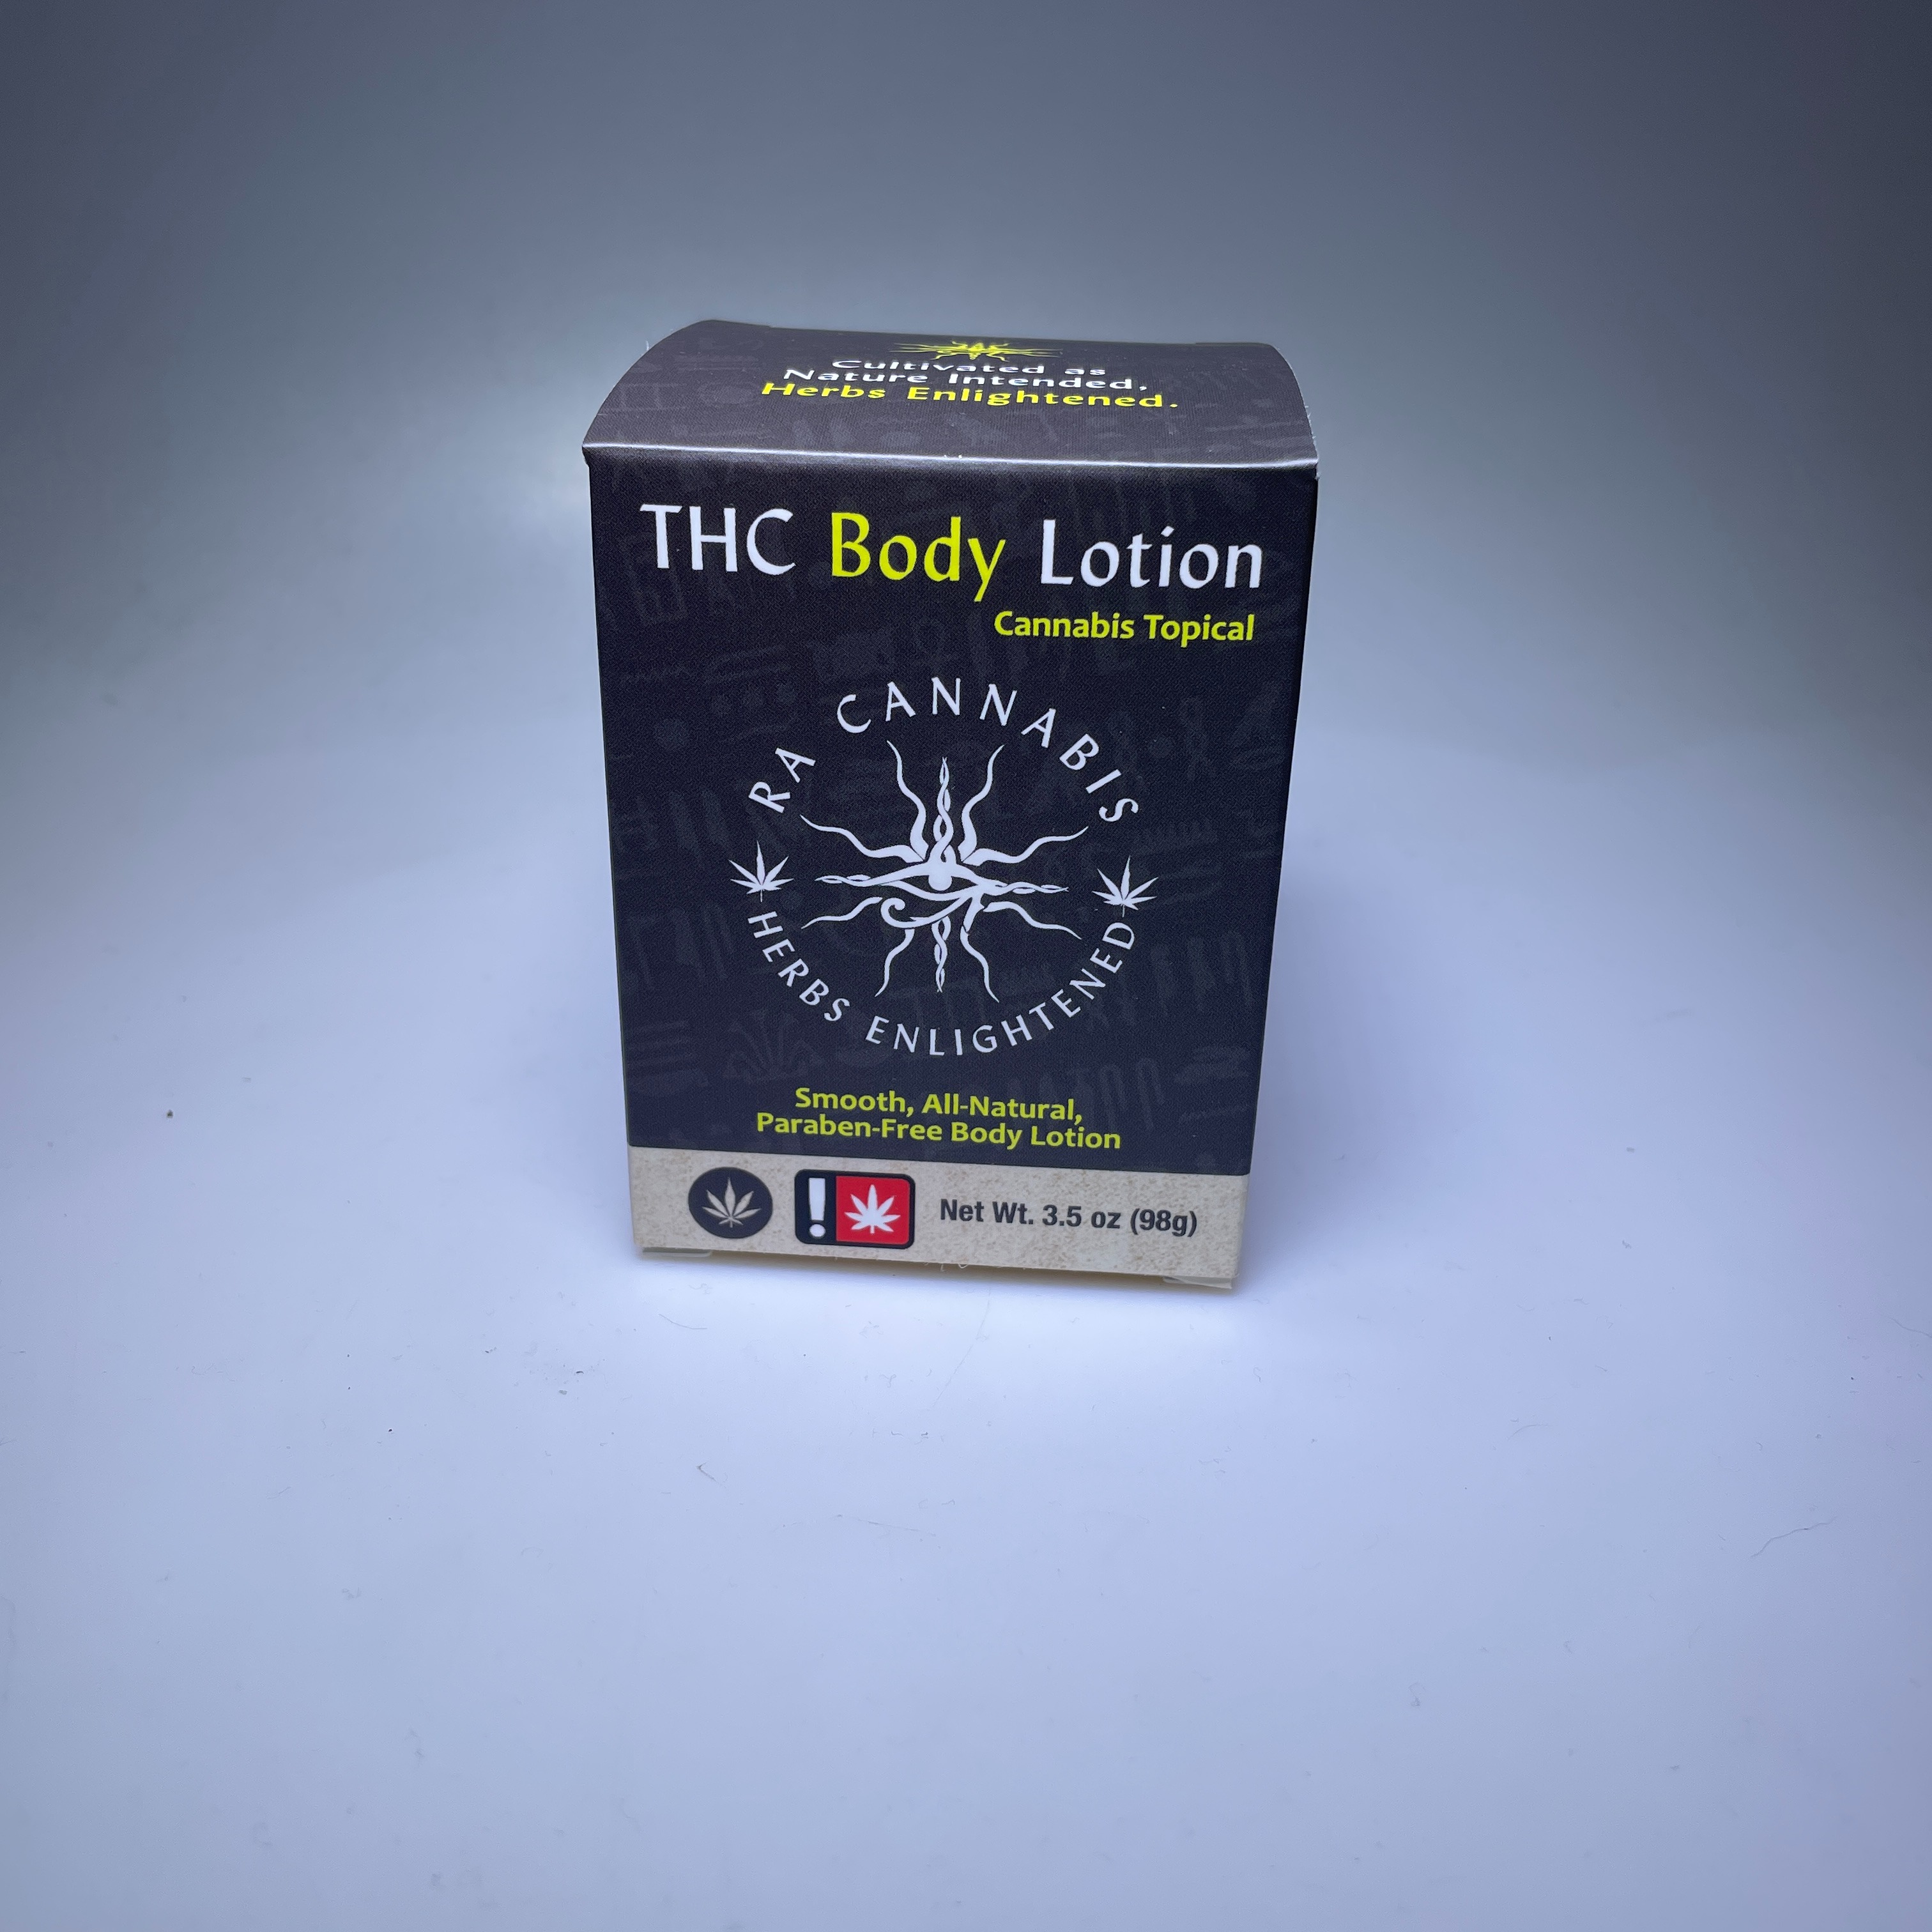 Cultivated as
Nature Intended,
Herbs Enlightened.
THC Body Lotion
Cannabis Topical
RA CANNABIS
HERBS ENLIGHTENED
Smooth, All-Natural,
Paraben-Free Body Lotion
! Net Wt. 3.5 oz (98g)